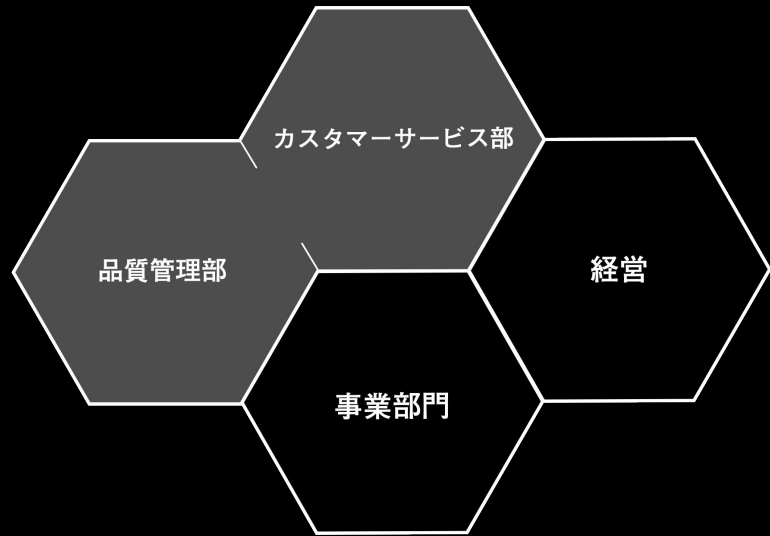 カスタマーサービス部
品質管理部
経営
事業部門